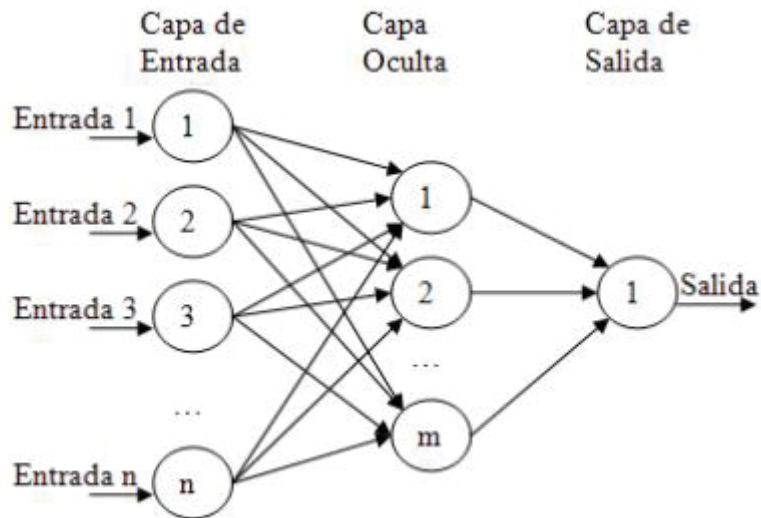 Capa de
Entrada
Capa
Oculta
Capa de
Salida
Entrada 1
1
Entrada 2
2
Entrada 3
3
...
Entrada n
n
1
2
...
m
1
Salida